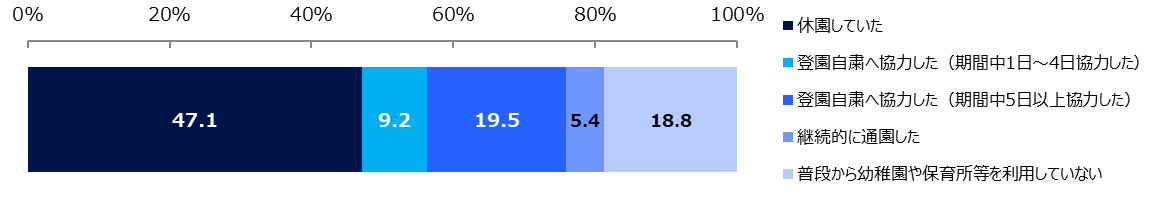 0% 20% 40% 60% 80% 100%
47.1 9.2 19.5 5.4 18.8
休園していた
登園自粛へ協力した（期間中1日～4日協力した）
登園自粛へ協力した（期間中5日以上協力した）
継続的に通園した
普段から幼稚園や保育所等を利用していない